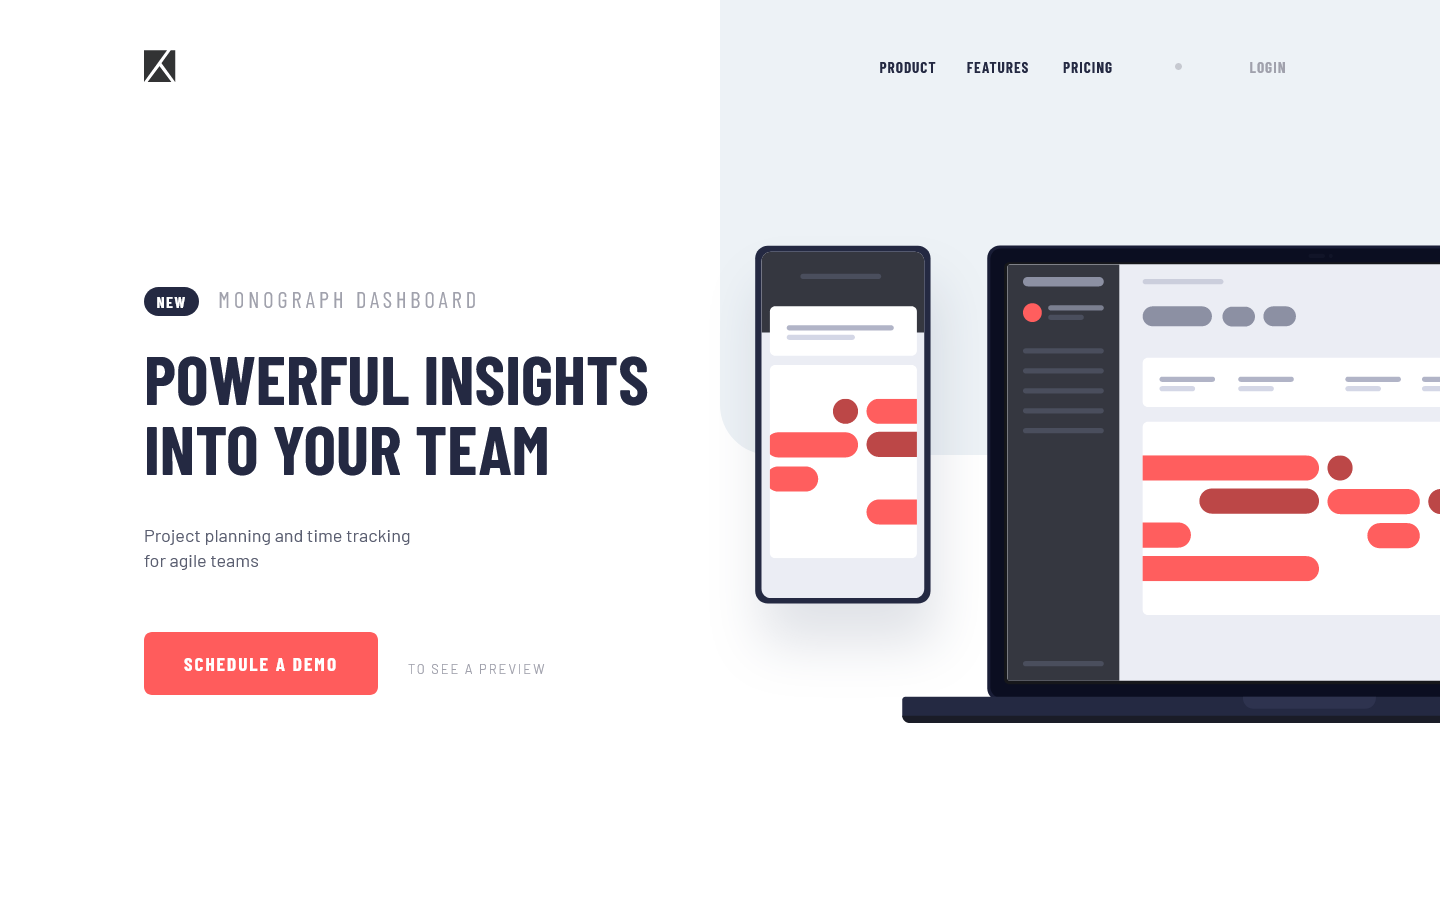 PRODUCT FEATURES PRICING LOGIN
NEW MONOGRAPH DASHBOARD
POWERFUL INSIGHTS
INTO YOUR TEAM
Project planning and time tracking
for agile teams
SCHEDULE A DEMO TO SEE A PREVIEW